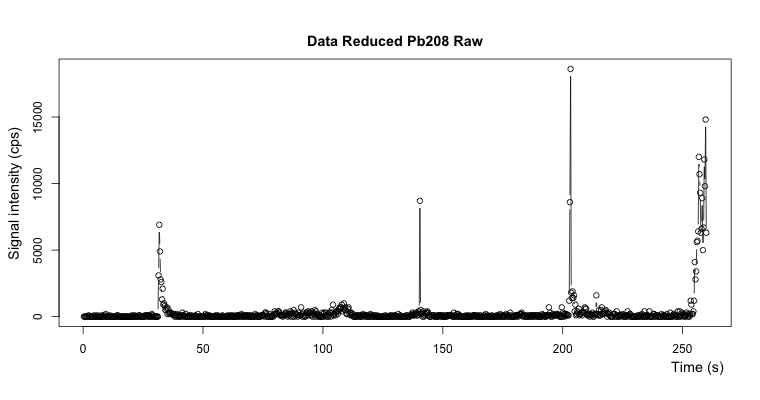 Data Reduced Pb208 Raw
Signal intensity (cps)
15000
10000
5000
0
0 50 100 150 200 250
Time (s)